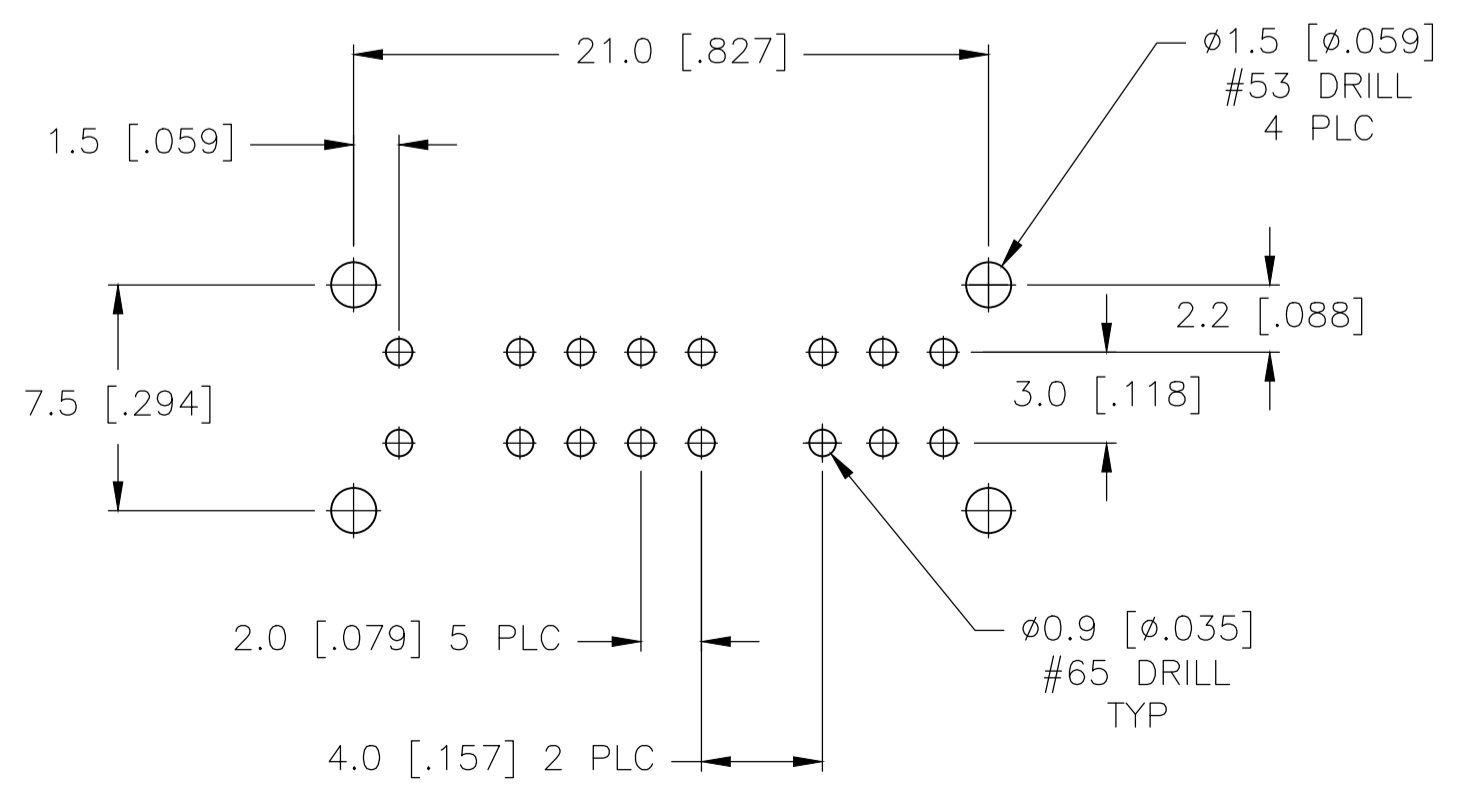 21.0 [.827]
ø1.5 [ø.059]
#53 DRILL
4 PLC
1.5 [.059]
2.2 [.088]
7.5 [.294]
3.0 [.118]
2.0 [.079] 5 PLC
ø0.9 [ø.035]
#65 DRILL
TYP
4.0 [.157] 2 PLC